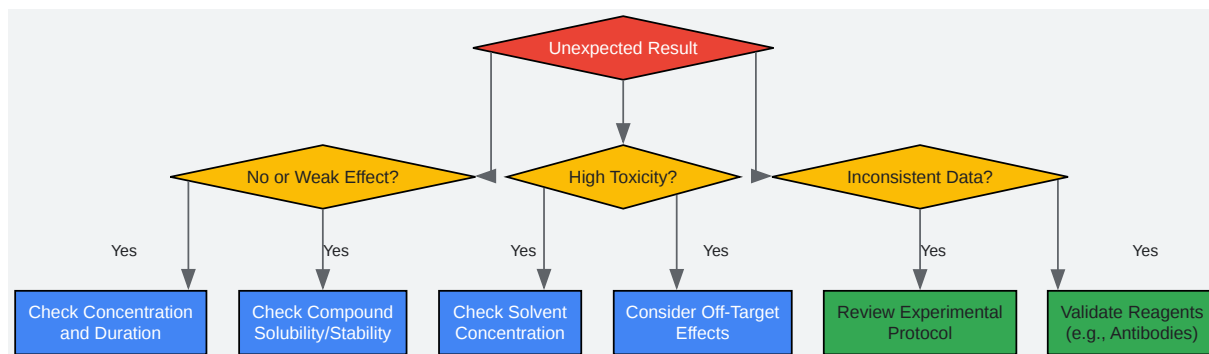 Unexpected Result
No or Weak Effect?
High Toxicity?
Inconsistent Data?
Yes
Yes
Yes
Yes
Yes
Yes
Check Concentration
and Duration
Check Compound
Solubility/Stability
Check Solvent
Concentration
Consider Off-Target
Effects
Review Experimental
Protocol
Validate Reagents
(e.g., Antibodies)